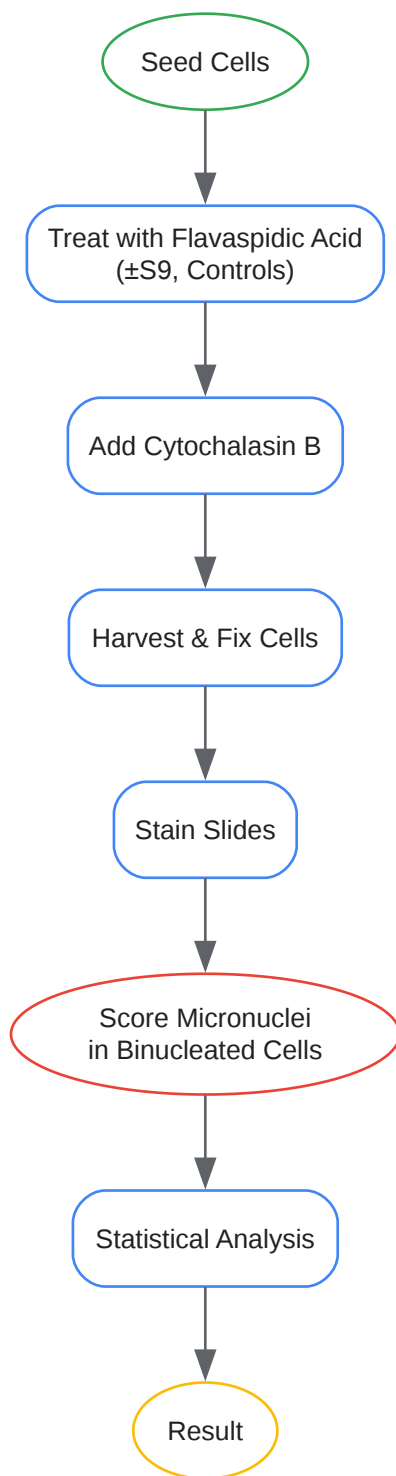 Seed Cells
Treat with Flavaspidic Acid
(±S9, Controls)
Add Cytochalasin B
Harvest & Fix Cells
Stain Slides
Score Micronuclei
in Binucleated Cells
Statistical Analysis
Result